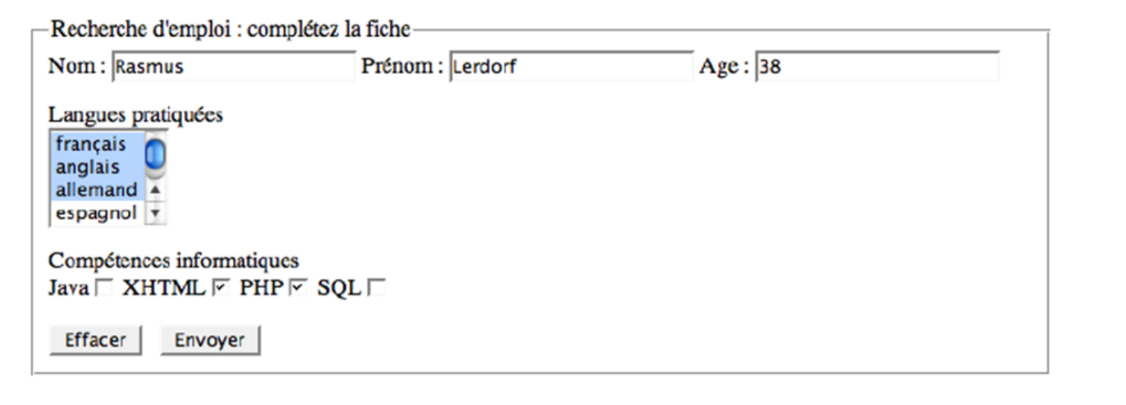 Recherche d'emploi : complétez la fiche
Nom : Rasmus Prénom : Lerdorf Age : 38
Langues pratiquées
français
anglais
allemand
espagnol
Compétences informatiques
Java XHTML PHP SQL
Effacer Envoyer